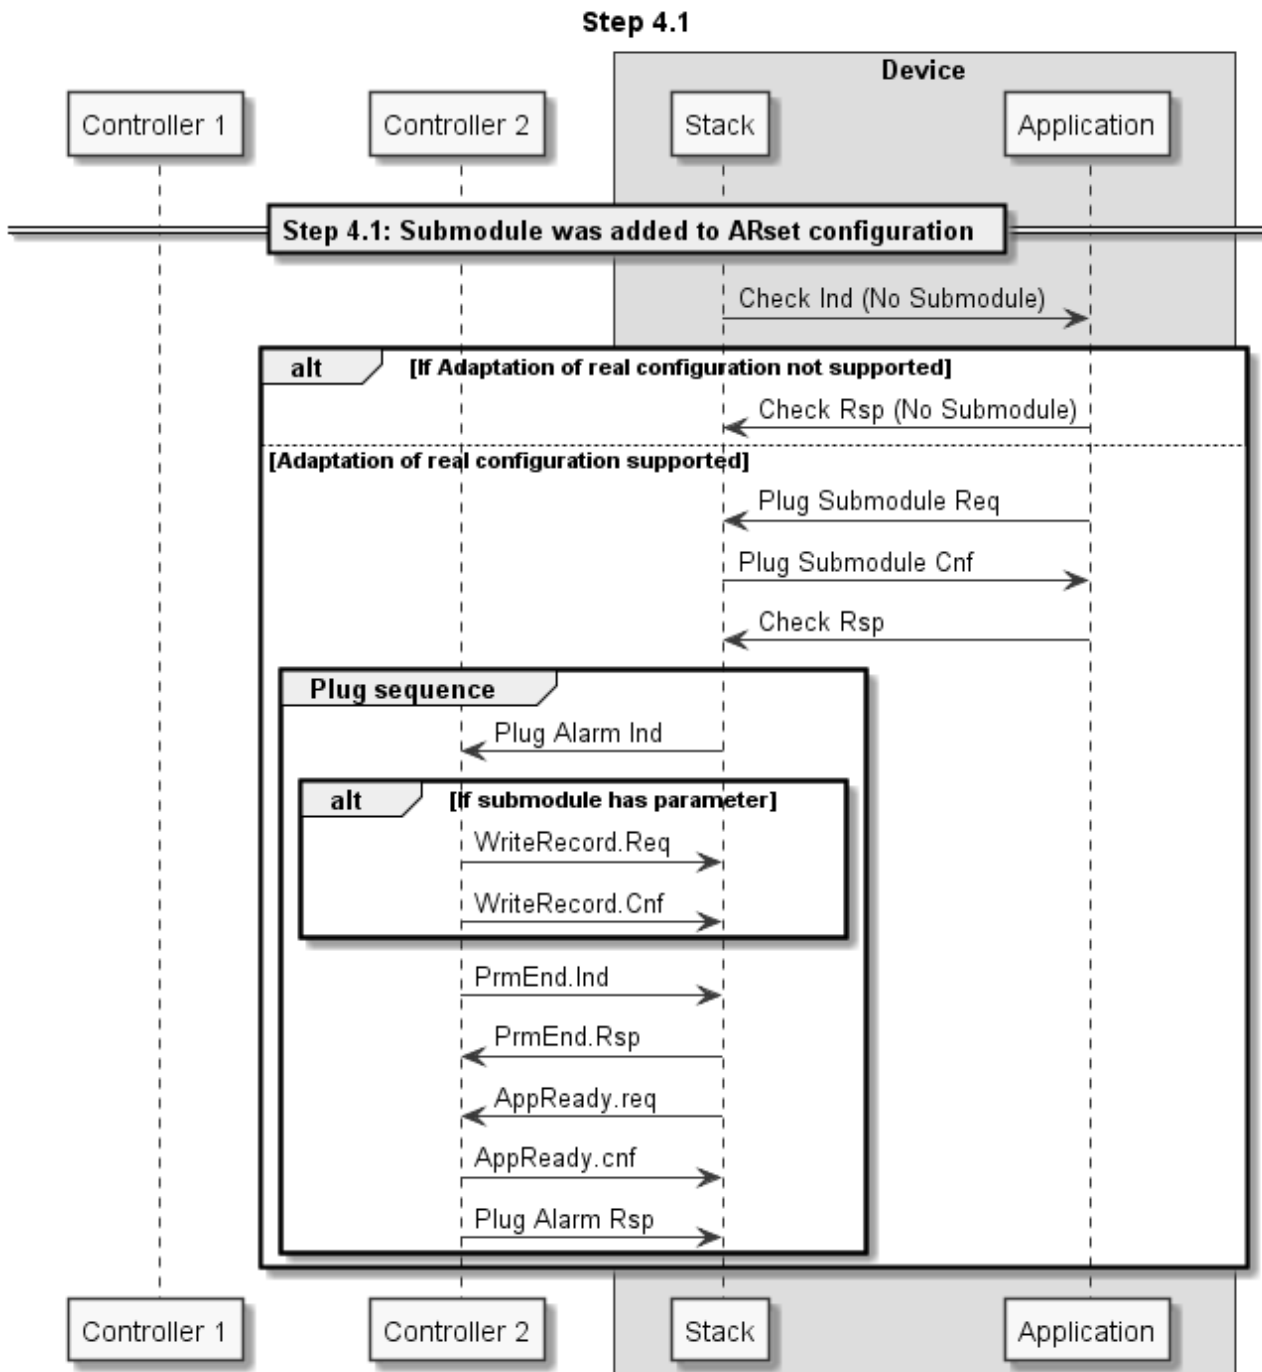 Step 4.1
Device
Controller 1
Controller 2
Stack
Application
Step 4.1: Submodule was added to ARset configuration
Check Ind (No Submodule)
alt
[If Adaptation of real configuration not supported]
Check Rsp (No Submodule)
[Adaptation of real configuration supported]
Plug Submodule Req
Plug Submodule Cnf
Check Rsp
Plug sequence
Plug Alarm Ind
alt
[If submodule has parameter]
WriteRecord.Req
WriteRecord.Cnf
PrmEnd.Ind
PrmEnd.Rsp
AppReady.req
AppReady.cnf
Plug Alarm Rsp
Controller 1
Controller 2
Stack
Application